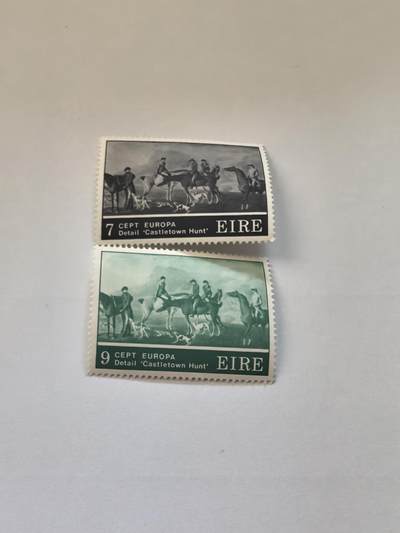 7 CEPT EUROPA
Detail 'Castletown Hunt' EIRE
9 CEPT EUROPA
Detail 'Castletown Hunt' EIRE